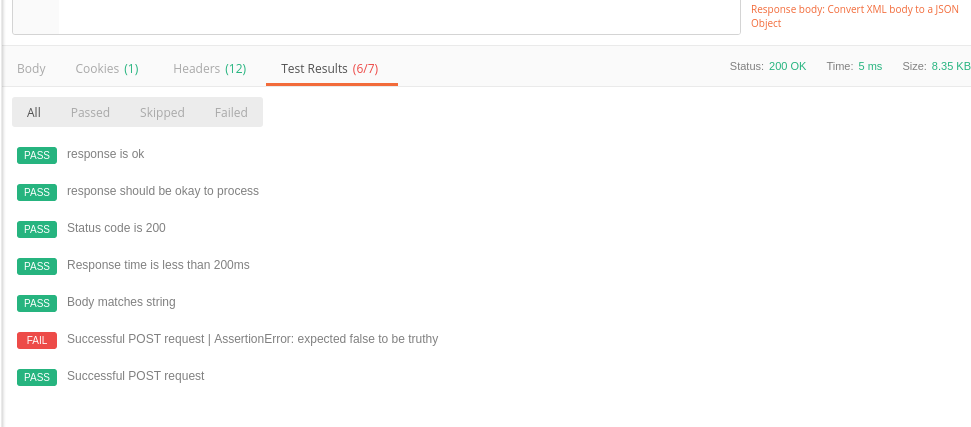 Response body: Convert XML body to a JSON
Object
Body Cookies (1) Headers (12) Test Results (6/7) Status: 200 OK Time: 5 ms Size: 8.35 KB
All Passed Skipped Failed
PASS response is ok
PASS response should be okay to process
PASS Status code is 200
PASS Response time is less than 200ms
PASS Body matches string
FAIL Successful POST request | AssertionError: expected false to be truthy
PASS Successful POST request